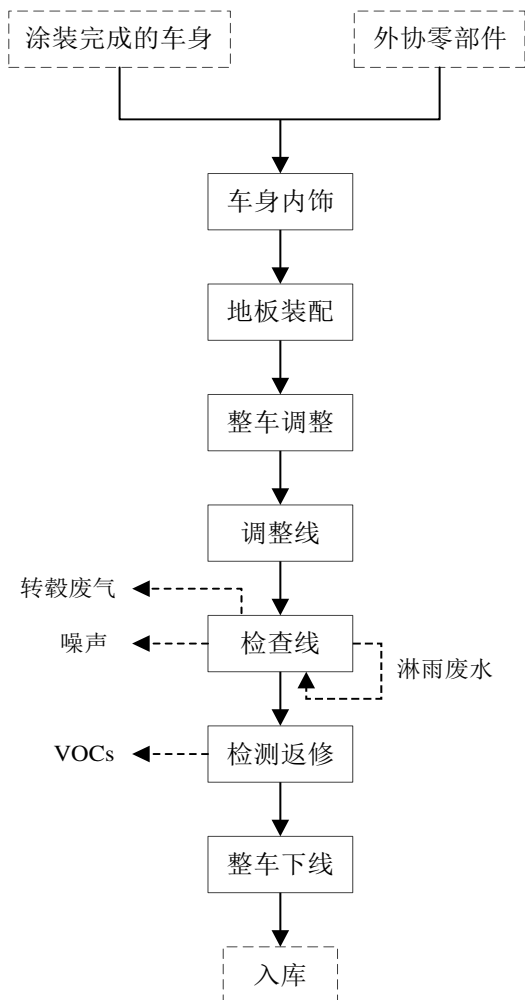 涂装完成的车身
外协零部件
车身内饰
地板装配
整车调整
调整线
转毂废气
噪声
检查线
淋雨废水
VOCs
检测返修
整车下线
入库